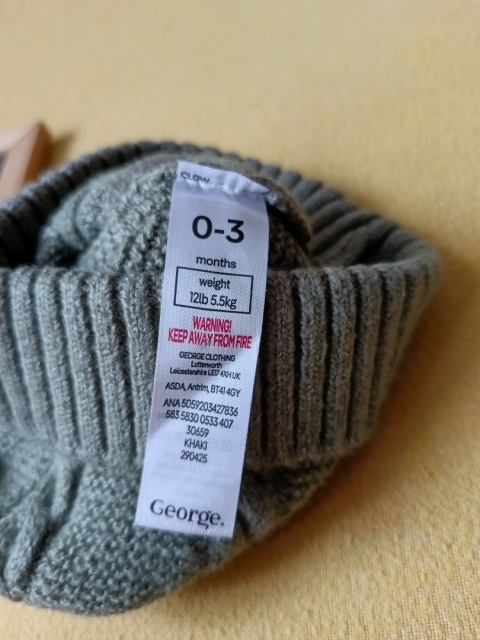 0-3
months
weight
12lb 5.5kg
WARNING!
KEEP AWAY FROM FIRE
GEORGE CLOTHING
Lutterworth
Leicestershire LE17 4XH UK
ASDA, Antrim, BT41 4GY
ANA 5059203427836
583 5830 0533 407
30659
KHAKI
290425
George.